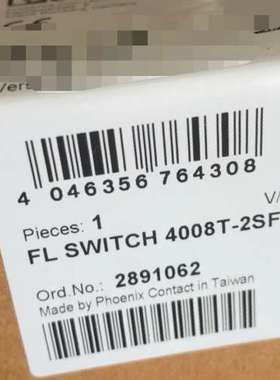 4 046356 764308
V/
Pieces: 1
FL SWITCH 4008T-2SF
Ord.No.: 2891062
Made by Phoenix Contact in Taiwan